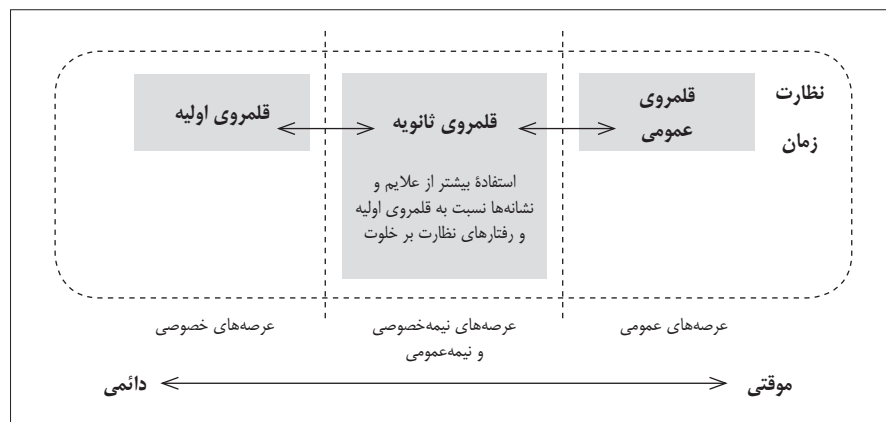 نظارت
زمان
قلمروی
عمومی
قلمروی ثانویه
استفادهٔ بیشتر از علایم و
نشانه‌ها نسبت به قلمروی اولیه
و رفتارهای نظارت بر خلوت
قلمروی اولیه
عرصه‌های عمومی
عرصه‌های نیمه‌خصوصی
و نیمه‌عمومی
عرصه‌های خصوصی
موقتی
دائمی